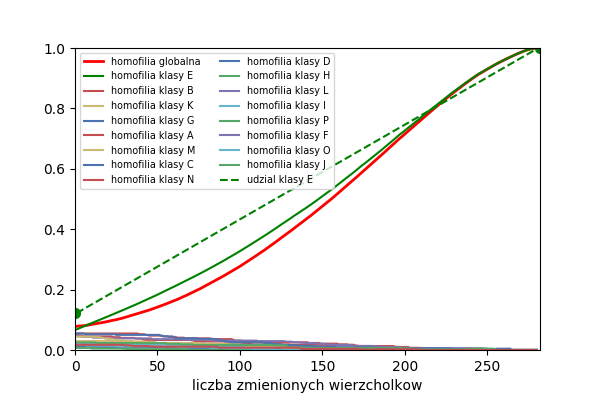 1.0
0.8
0.6
0.4
0.2
0.0
homofilia globalna
homofilia klasy E
homofilia klasy B
homofilia klasy K
homofilia klasy G
homofilia klasy A
homofilia klasy M
homofilia klasy C
homofilia klasy N
homofilia klasy D
homofilia klasy H
homofilia klasy L
homofilia klasy I
homofilia klasy P
homofilia klasy F
homofilia klasy O
homofilia klasy J
udzial klasy E
0 50 100 150 200 250
liczba zmienionych wierzcholkow